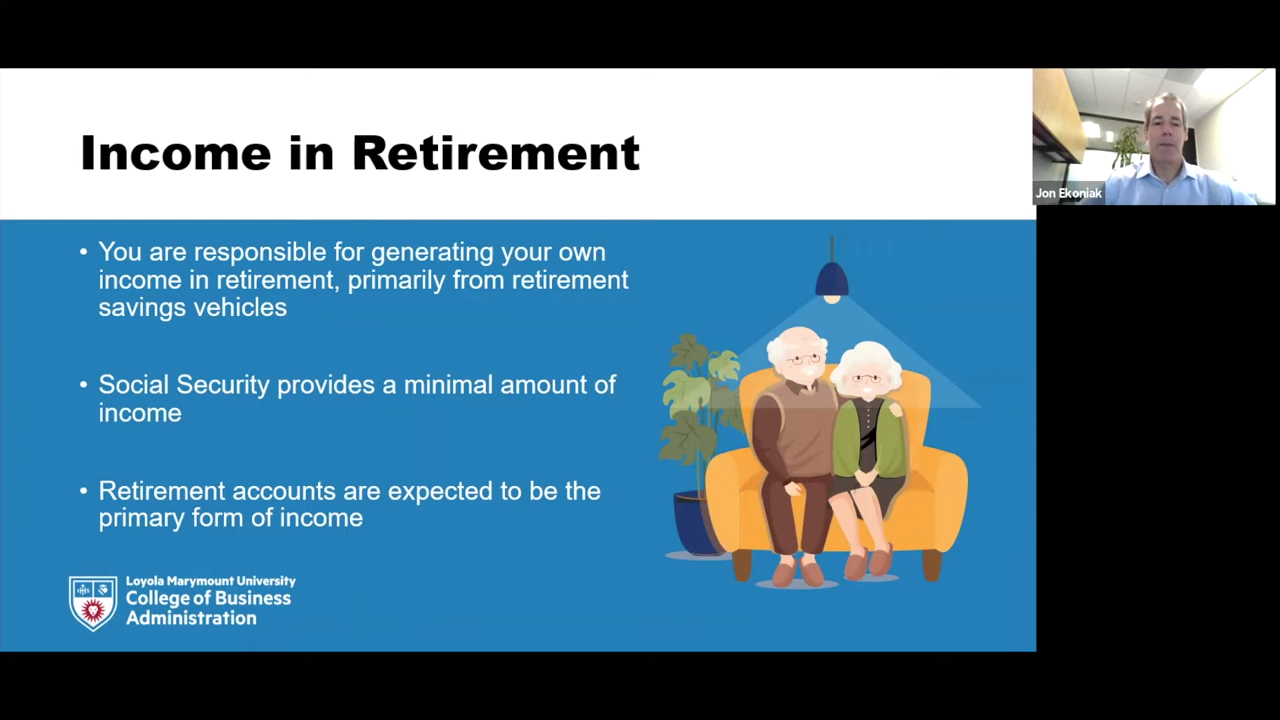 Income in Retirement
Jon Ekoniak
• You are responsible for generating your own
income in retirement, primarily from retirement
savings vehicles
• Social Security provides a minimal amount of
income
• Retirement accounts are expected to be the
primary form of income
Loyola Marymount University
College of Business
Administration